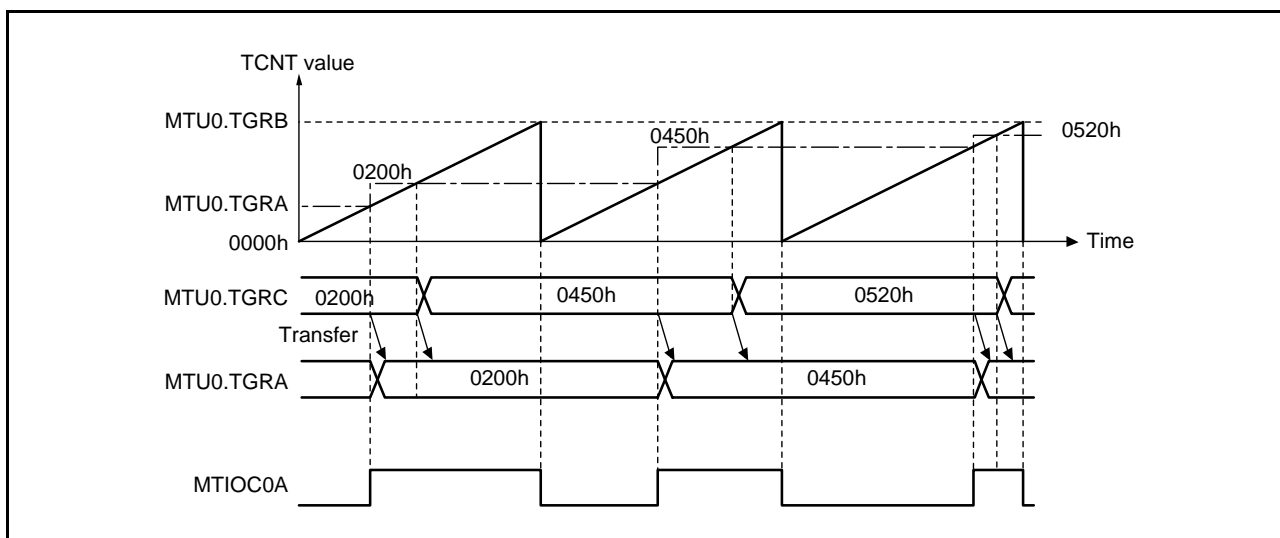 TCNT value
MTU0.TGRB
0450h
0520h
0200h
MTU0.TGRA
0000h
Time
MTU0.TGRC
0200h
0450h
0520h
Transfer
MTU0.TGRA
0200h
0450h
MTIOC0A